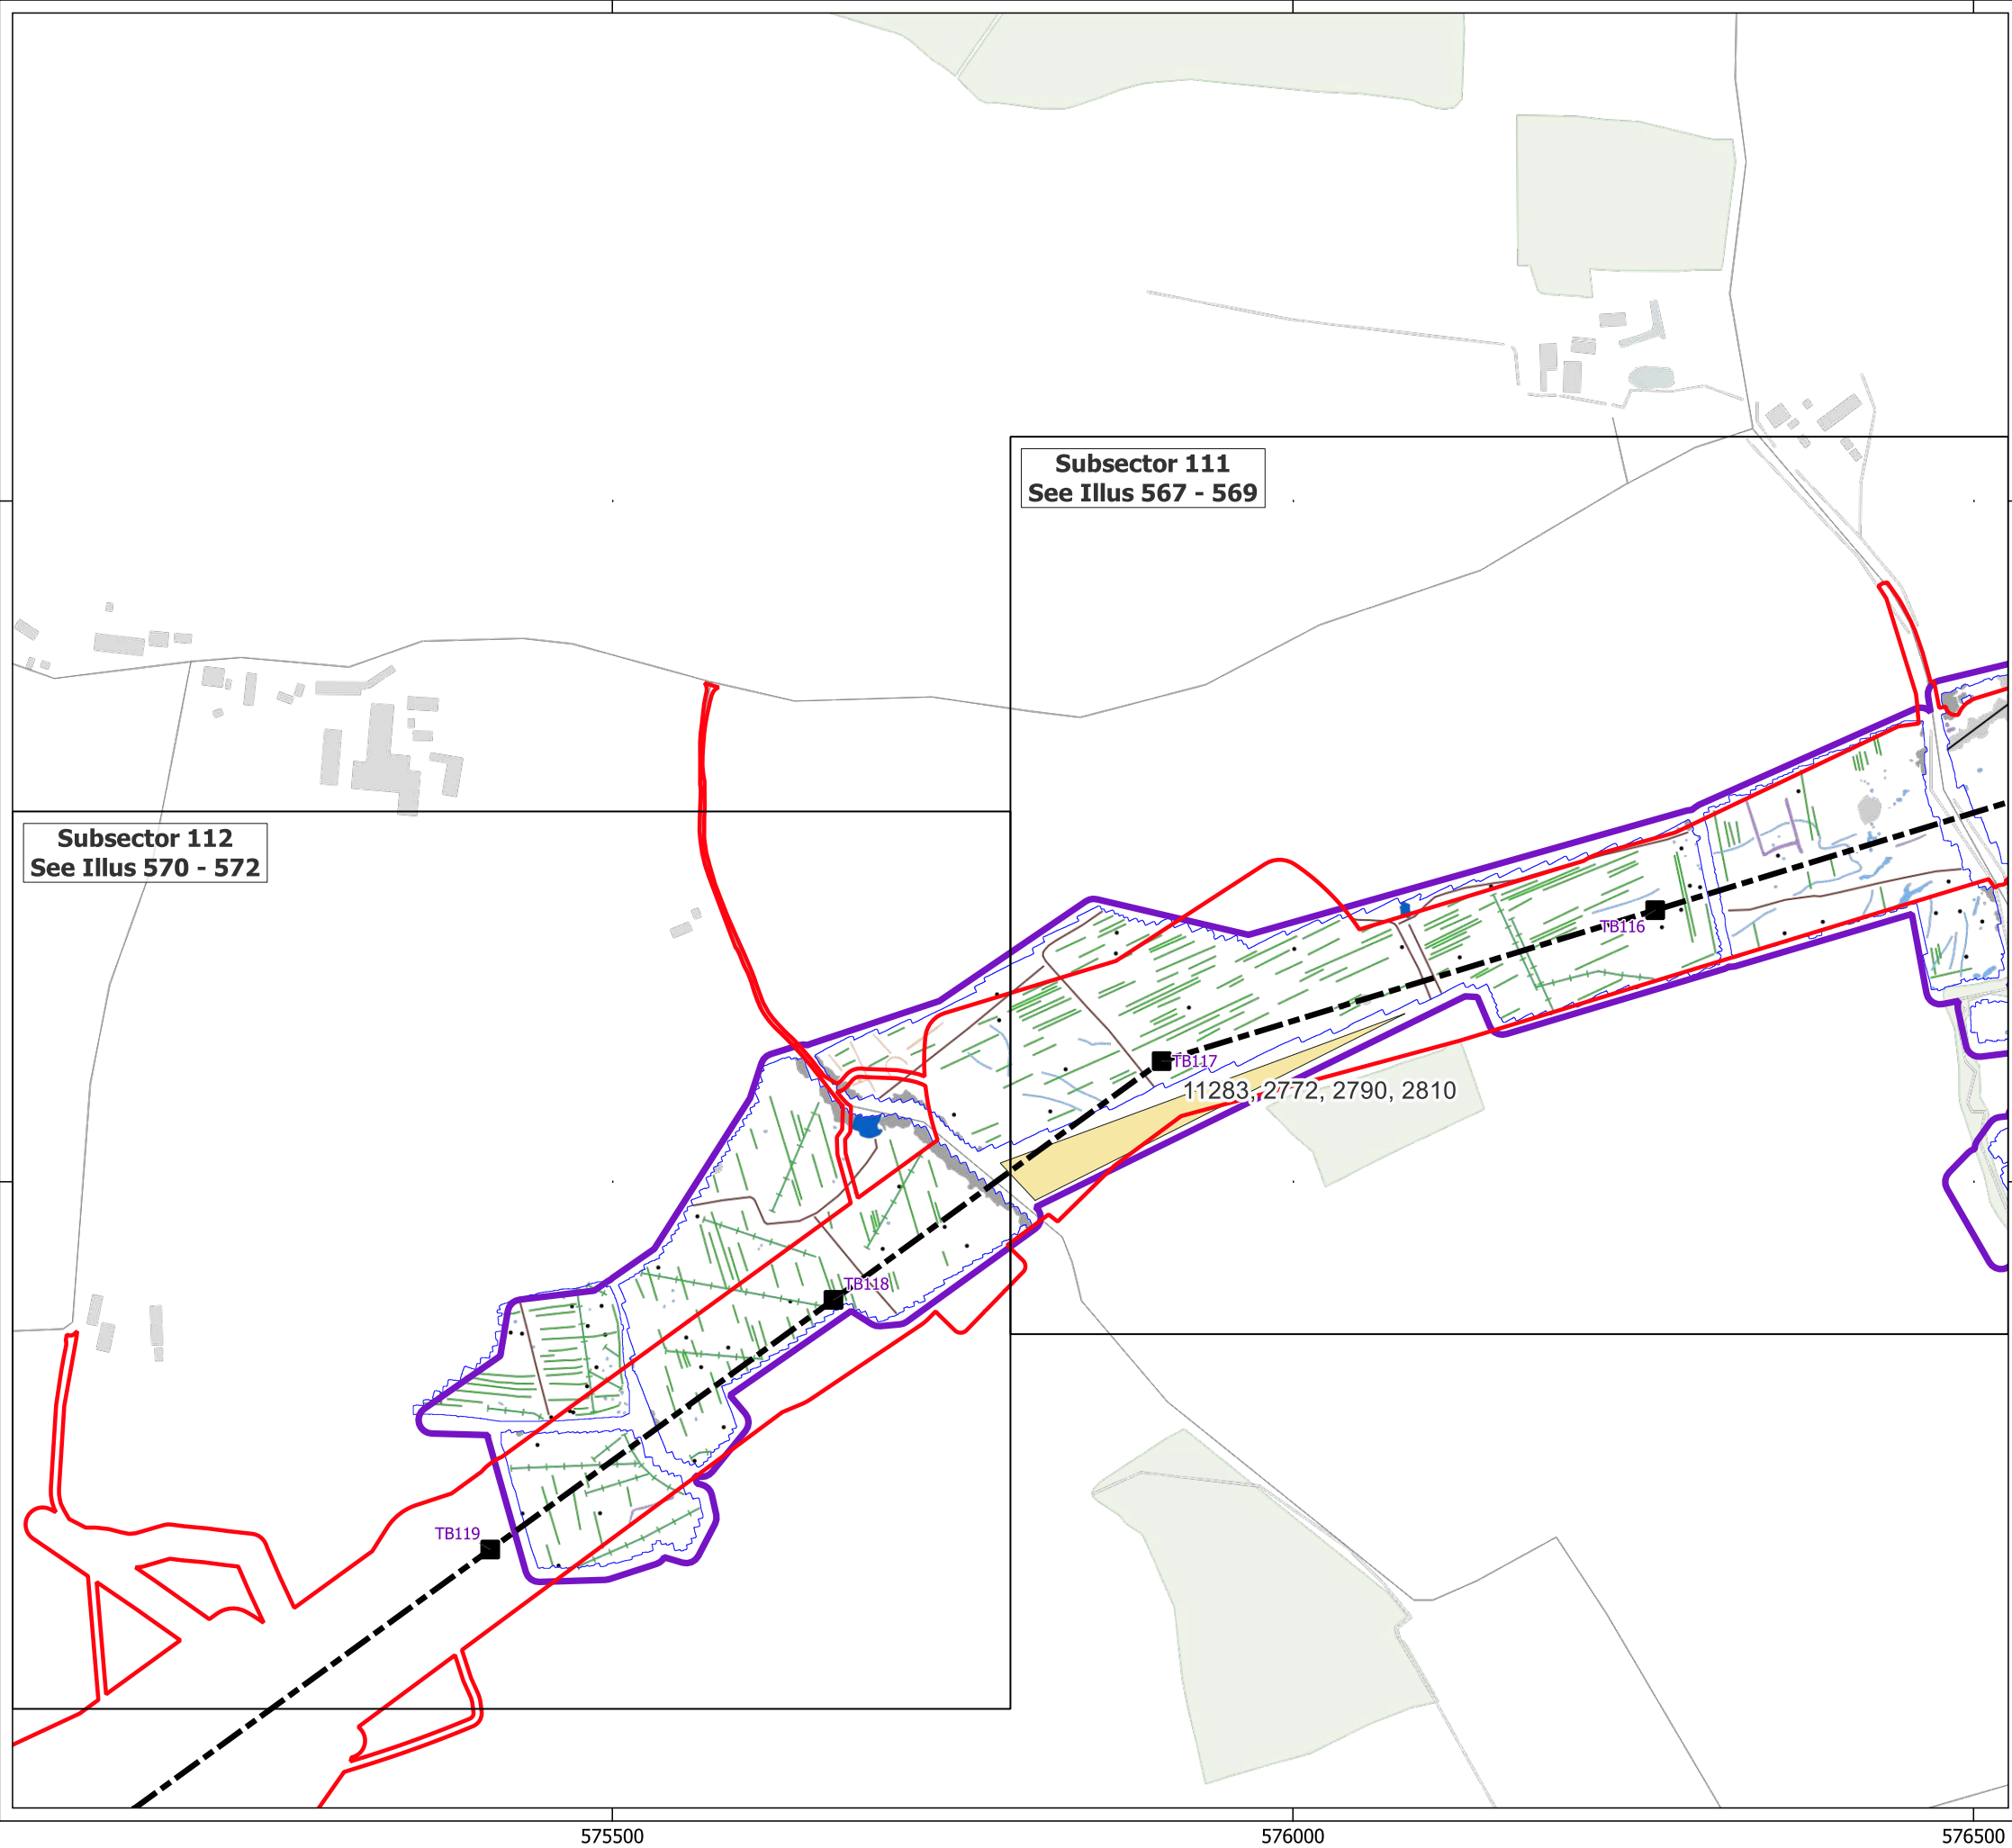 Subsector 111
See Illus 567 - 569
Subsector 112
See Illus 570 - 572
TB116
TB117
11283, 2772, 2790, 2810
TB118
TB119
575500
576000
576500